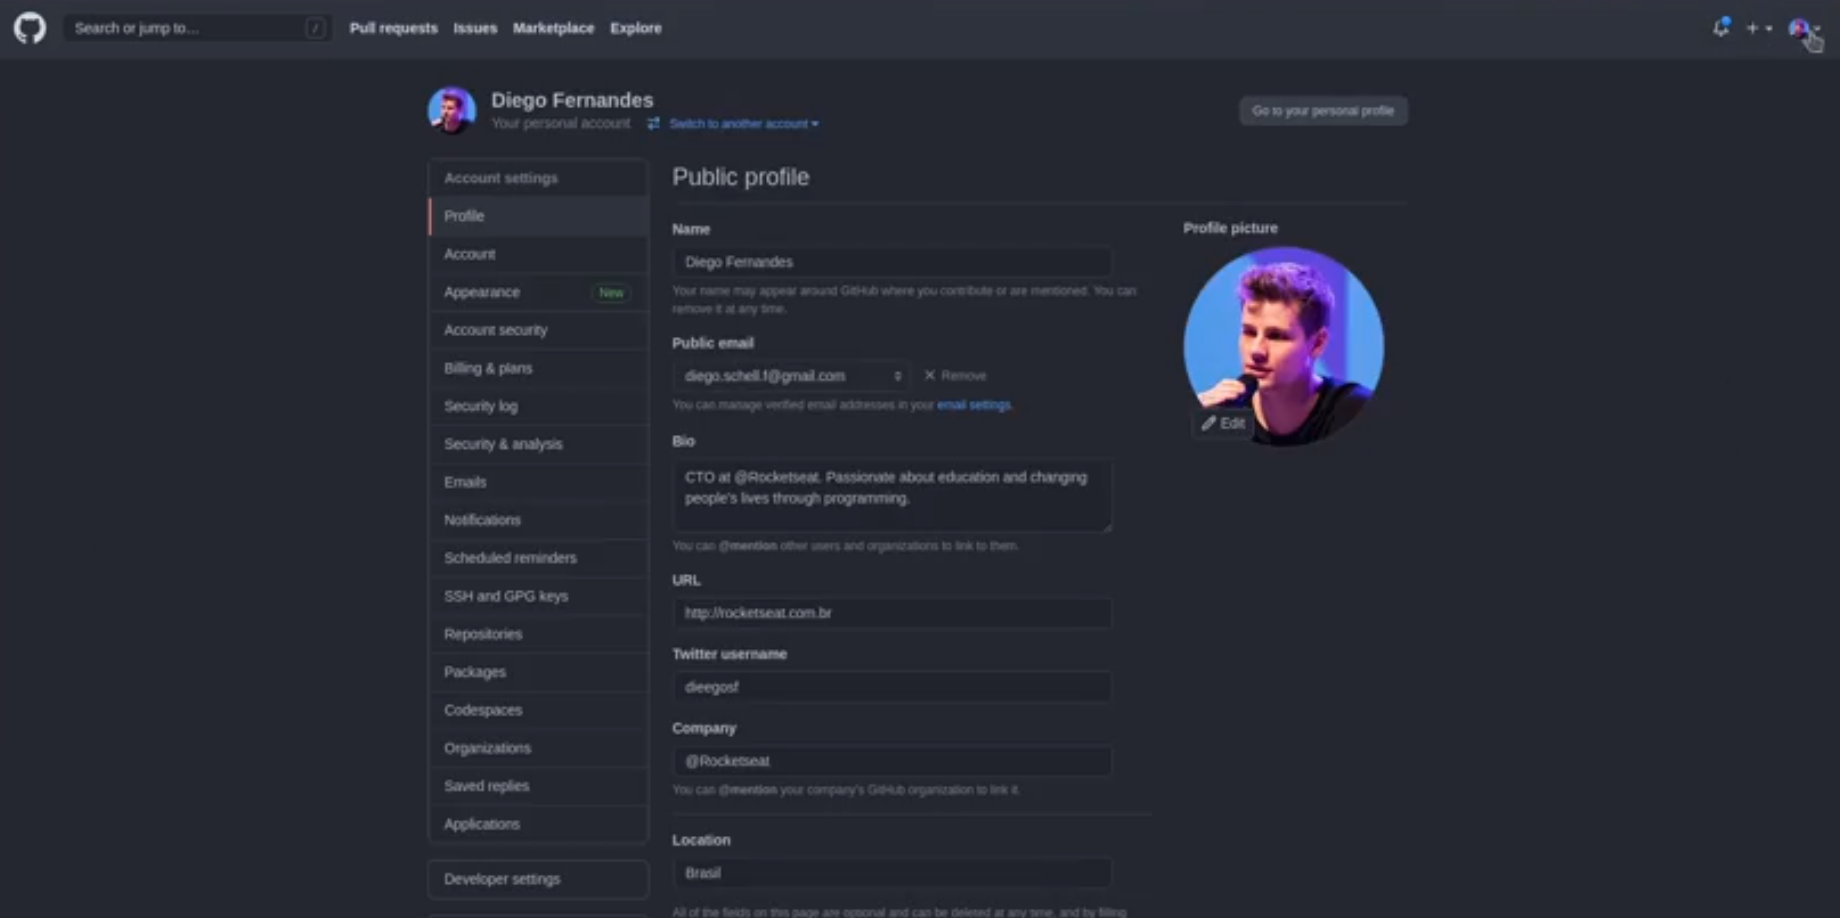 Search or jump to...
/
Pull requests
Issues
Marketplace
Explore
Diego Fernandes
Your personal account
Switch to another account
Go to your personal profile
Account settings
Profile
Account
Appearance
New
Account security
Billing & plans
Security log
Security & analysis
Emails
Notifications
Scheduled reminders
SSH and GPG keys
Repositories
Packages
Codespaces
Organizations
Saved replies
Applications
Developer settings
Public profile
Name
Diego Fernandes
Your name may appear around GitHub where you contribute or are mentioned. You can
remove it at any time.
Public email
diego.schell.f@gmail.com
Remove
You can manage verified email addresses in your email settings.
Bio
CTO at @Rocketseat. Passionate about education and changing
people's lives through programming.
You can @mention other users and organizations to link to them.
URL
http://rocketseat.com.br
Twitter username
dieegosf
Company
@Rocketseat
You can @mention your company's GitHub organization to link it.
Location
Brasil
All of the fields on this page are optional and can be deleted at any time, and by filling
Profile picture
Edit